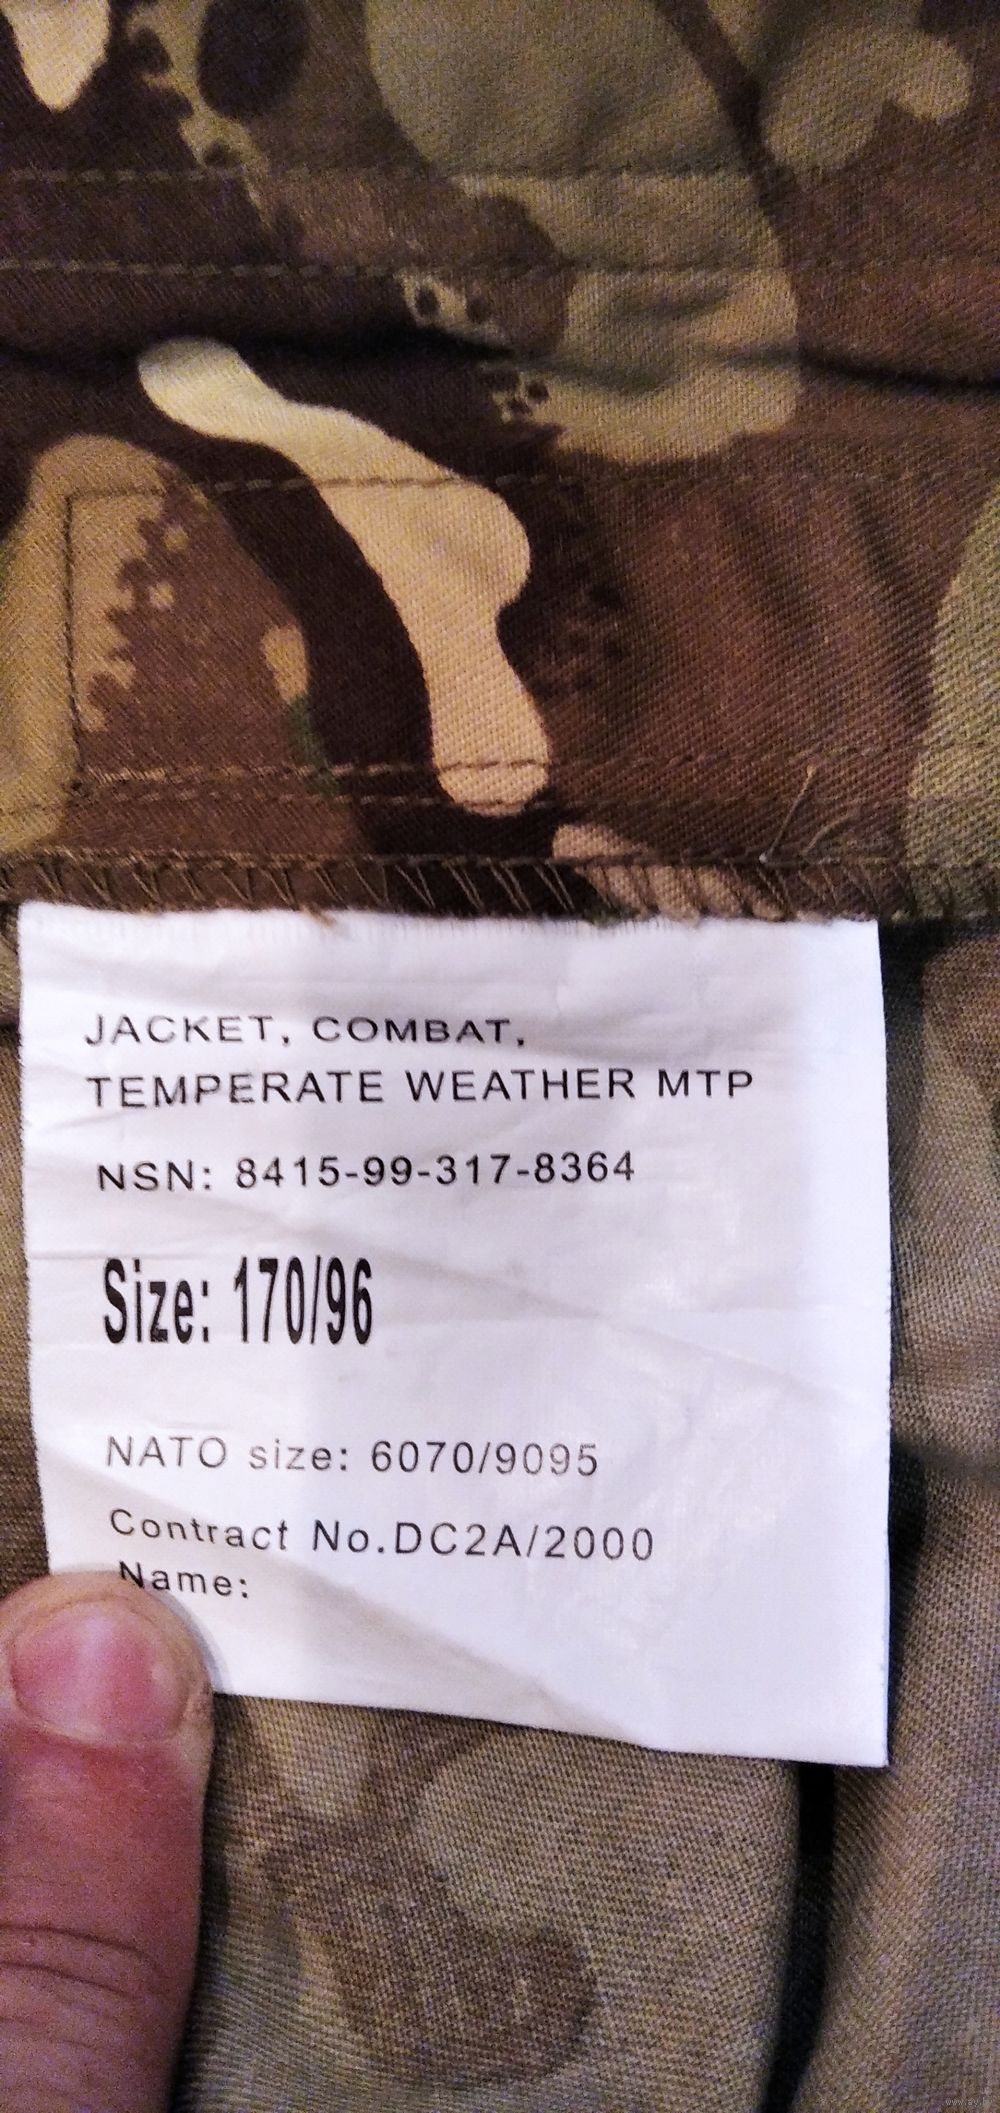 JACKET, COMBAT,
TEMPERATE WEATHER MTP
NSN: 8415-99-317-8364
Size: 170/96
NATO size: 6070/9095
Contract No.DC2A/2000
Name: